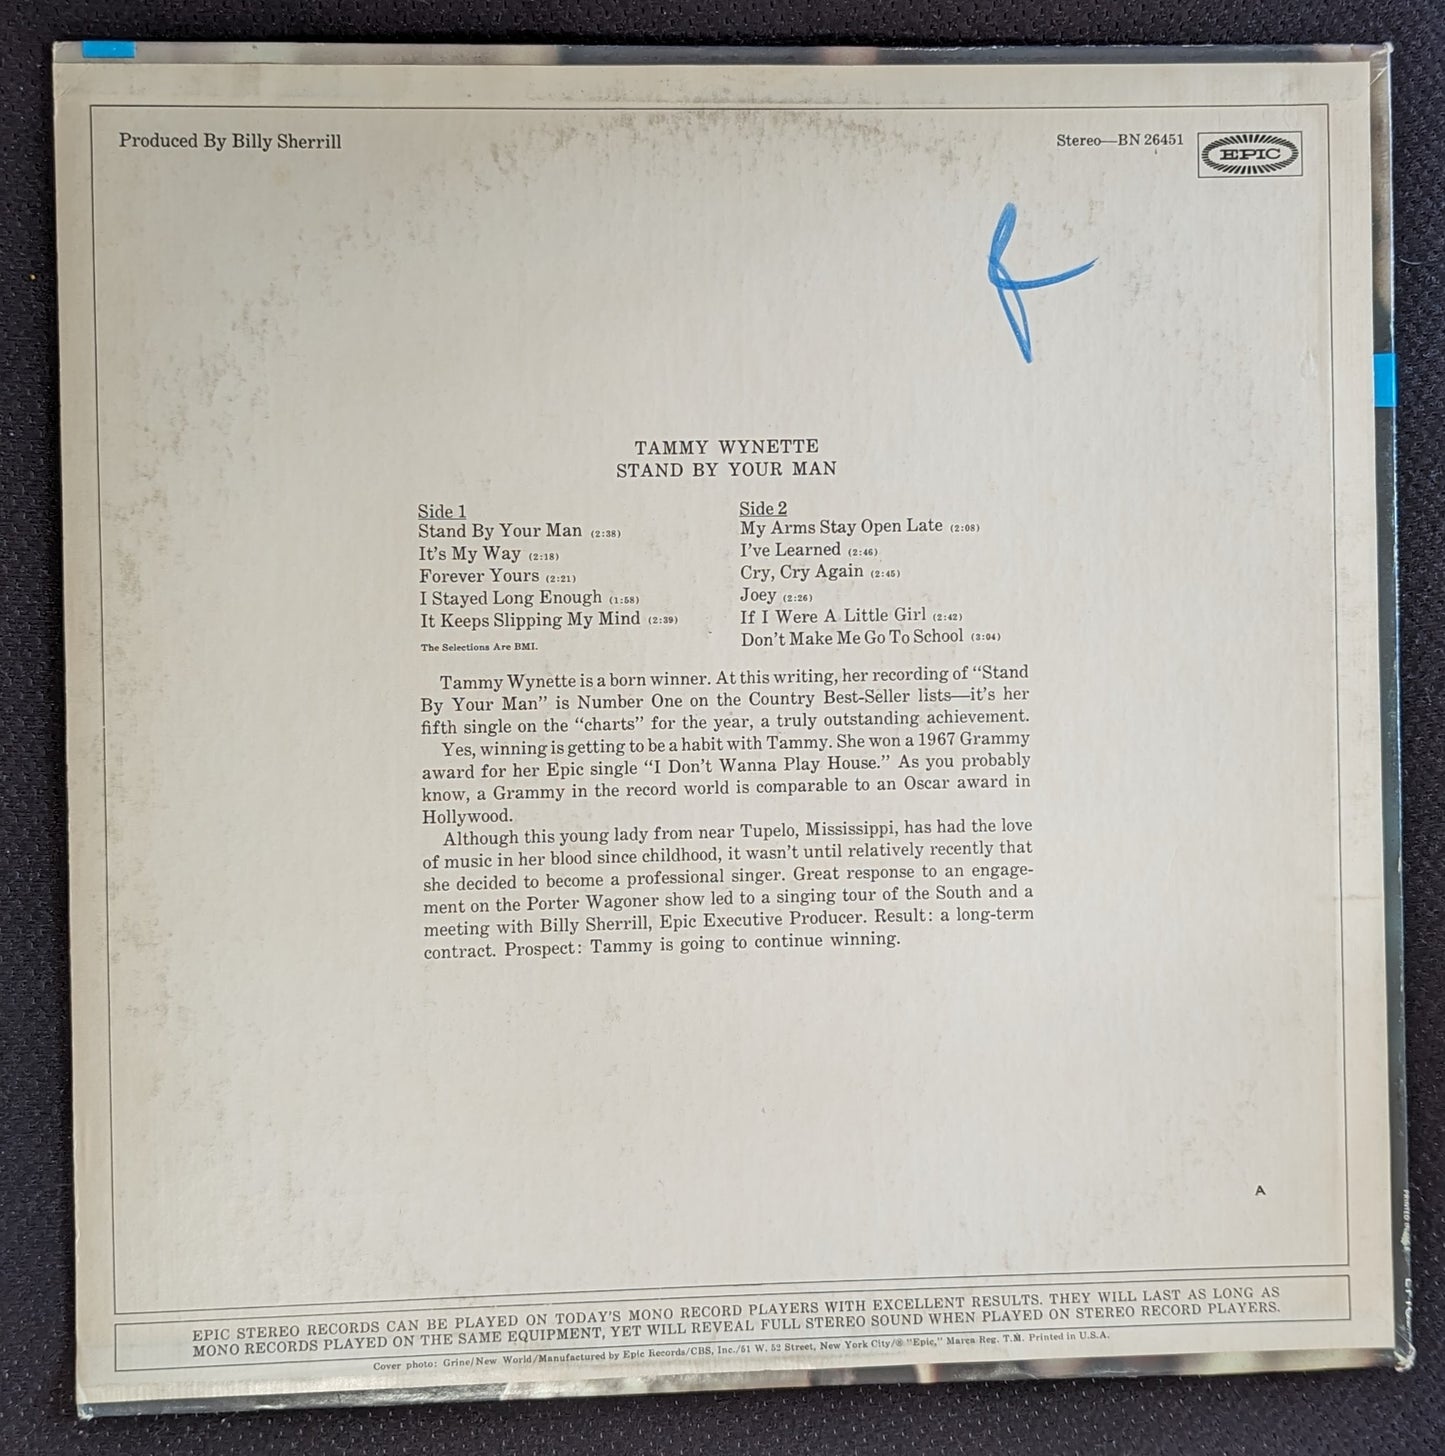 Produced By Billy Sherrill
Stereo—BN 26451
EPIC
TAMMY WYNETTE
STAND BY YOUR MAN
Side 1
Stand By Your Man (2:38)
It's My Way (2:18)
Forever Yours (2:21)
I Stayed Long Enough (1:58)
It Keeps Slipping My Mind (2:39)
The Selections Are BMI.
Side 2
My Arms Stay Open Late (2:08)
I've Learned (2:46)
Cry, Cry Again (2:45)
Joey (2:26)
If I Were A Little Girl (2:42)
Don't Make Me Go To School (3:04)
Tammy Wynette is a born winner. At this writing, her recording of “Stand
By Your Man” is Number One on the Country Best-Seller lists—it's her
fifth single on the “charts” for the year, a truly outstanding achievement.
Yes, winning is getting to be a habit with Tammy. She won a 1967 Grammy
award for her Epic single “I Don't Wanna Play House.” As you probably
know, a Grammy in the record world is comparable to an Oscar award in
Hollywood.
Although this young lady from near Tupelo, Mississippi, has had the love
of music in her blood since childhood, it wasn't until relatively recently that
she decided to become a professional singer. Great response to an engage-
ment on the Porter Wagoner show led to a singing tour of the South and a
meeting with Billy Sherrill, Epic Executive Producer. Result: a long-term
contract. Prospect: Tammy is going to continue winning.
A
EPIC STEREO RECORDS CAN BE PLAYED ON TODAY'S MONO RECORD PLAYERS WITH EXCELLENT RESULTS. THEY WILL LAST AS LONG AS
MONO RECORDS PLAYED ON THE SAME EQUIPMENT, YET WILL REVEAL FULL STEREO SOUND WHEN PLAYED ON STEREO RECORD PLAYERS.
Cover photo: Grine/New World/Manufactured by Epic Records/CBS, Inc./51 W. 52 Street, New York City/® "Epic," Marca Reg. T.M. Printed in U.S.A.
PRINTED